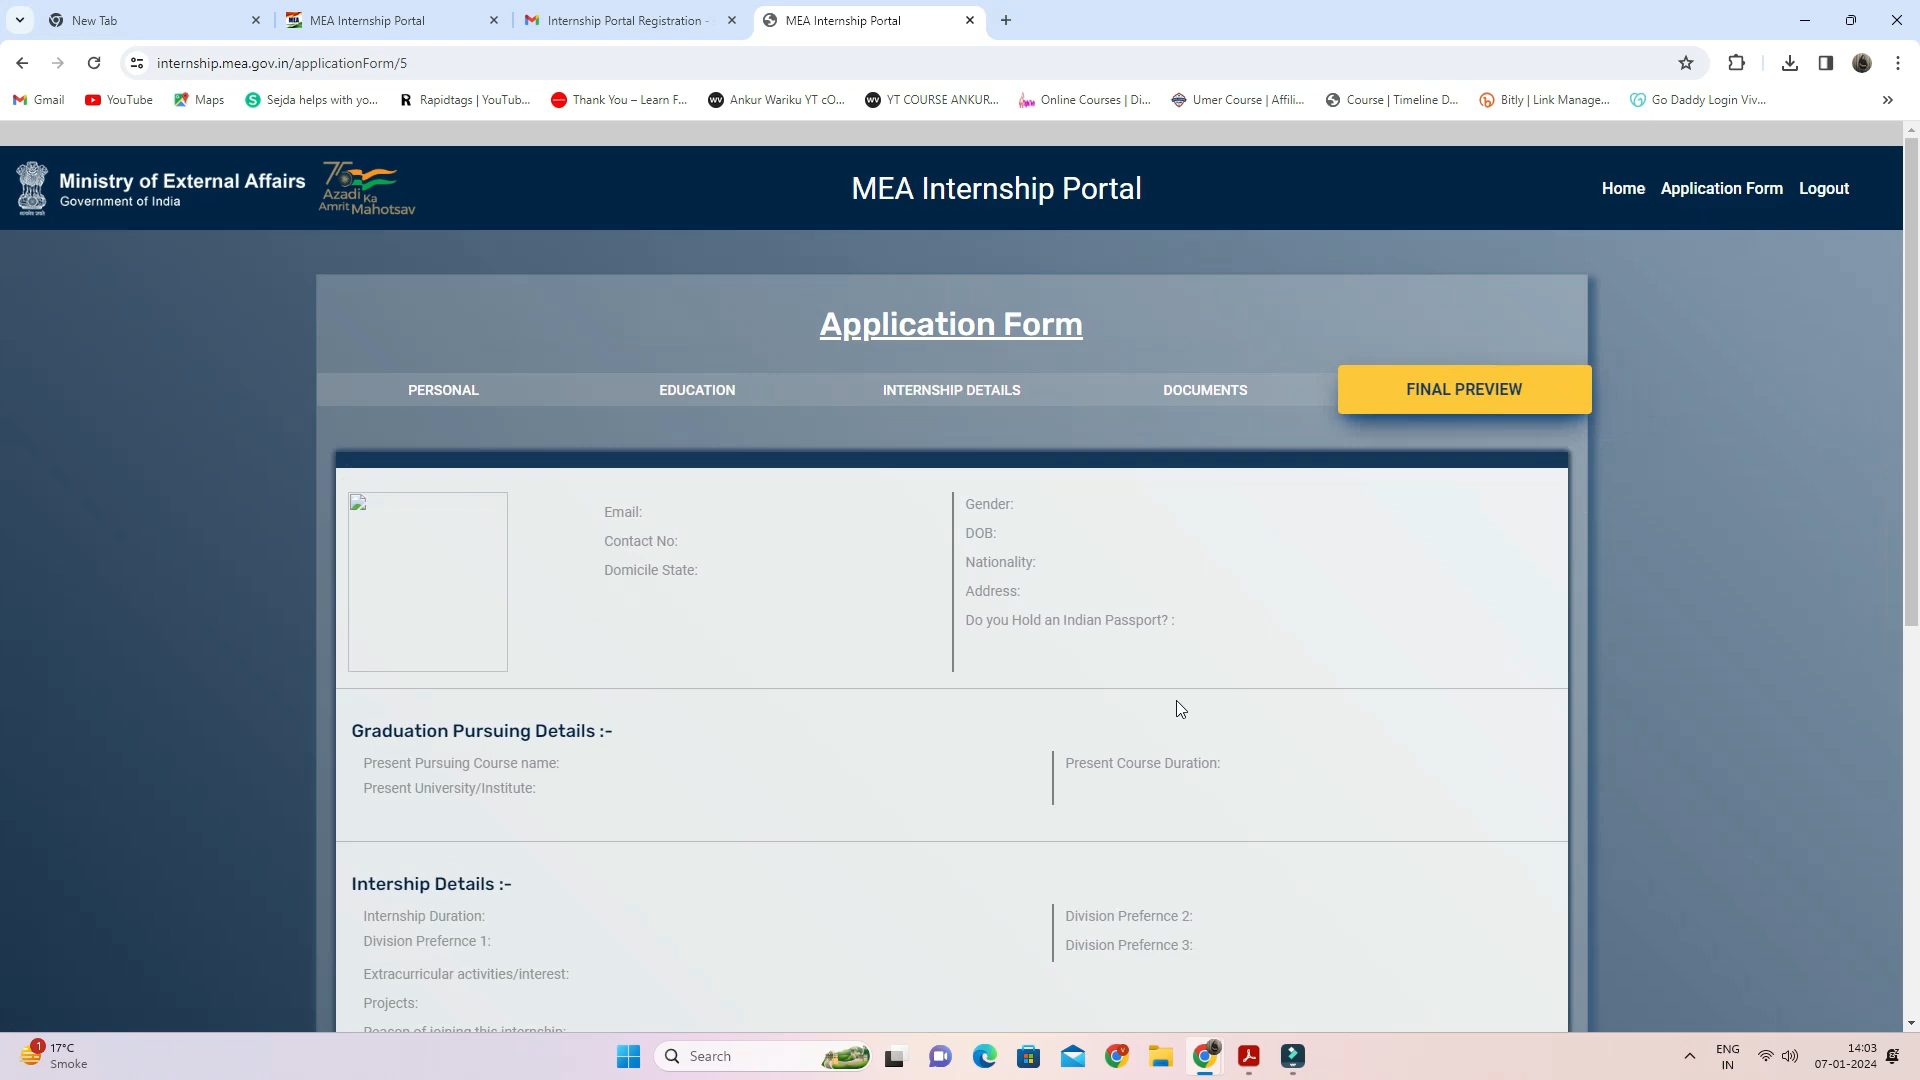 New Tab
MEA Internship Portal
Internship Portal Registration -
MEA Internship Portal
internship.mea.gov.in/applicationForm/5
Gmail
YouTube
Maps
Sejda helps with yo...
Rapidtags | YouTub...
Thank You – Learn F...
Ankur Wariku YT cO...
YT COURSE ANKUR...
Online Courses | Di...
Umer Course | Affili...
Course | Timeline D...
Bitly | Link Manage...
Go Daddy Login Viv...
Ministry of External Affairs
Government of India
75
Azadi Ka
Amrit Mahotsav
MEA Internship Portal
Home Application Form Logout
Application Form
PERSONAL
EDUCATION
INTERNSHIP DETAILS
DOCUMENTS
FINAL PREVIEW
Email:
Contact No:
Domicile State:
Gender:
DOB:
Nationality:
Address:
Do you Hold an Indian Passport? :
Graduation Pursuing Details :-
Present Pursuing Course name:
Present University/Institute:
Present Course Duration:
Intership Details :-
Internship Duration:
Division Prefernce 1:
Division Prefernce 2:
Division Prefernce 3:
Extracurricular activities/interest:
Projects:
Reason of joining this internship:
1
17°C
Smoke
Search
ENG
IN
14:03
07-01-2024